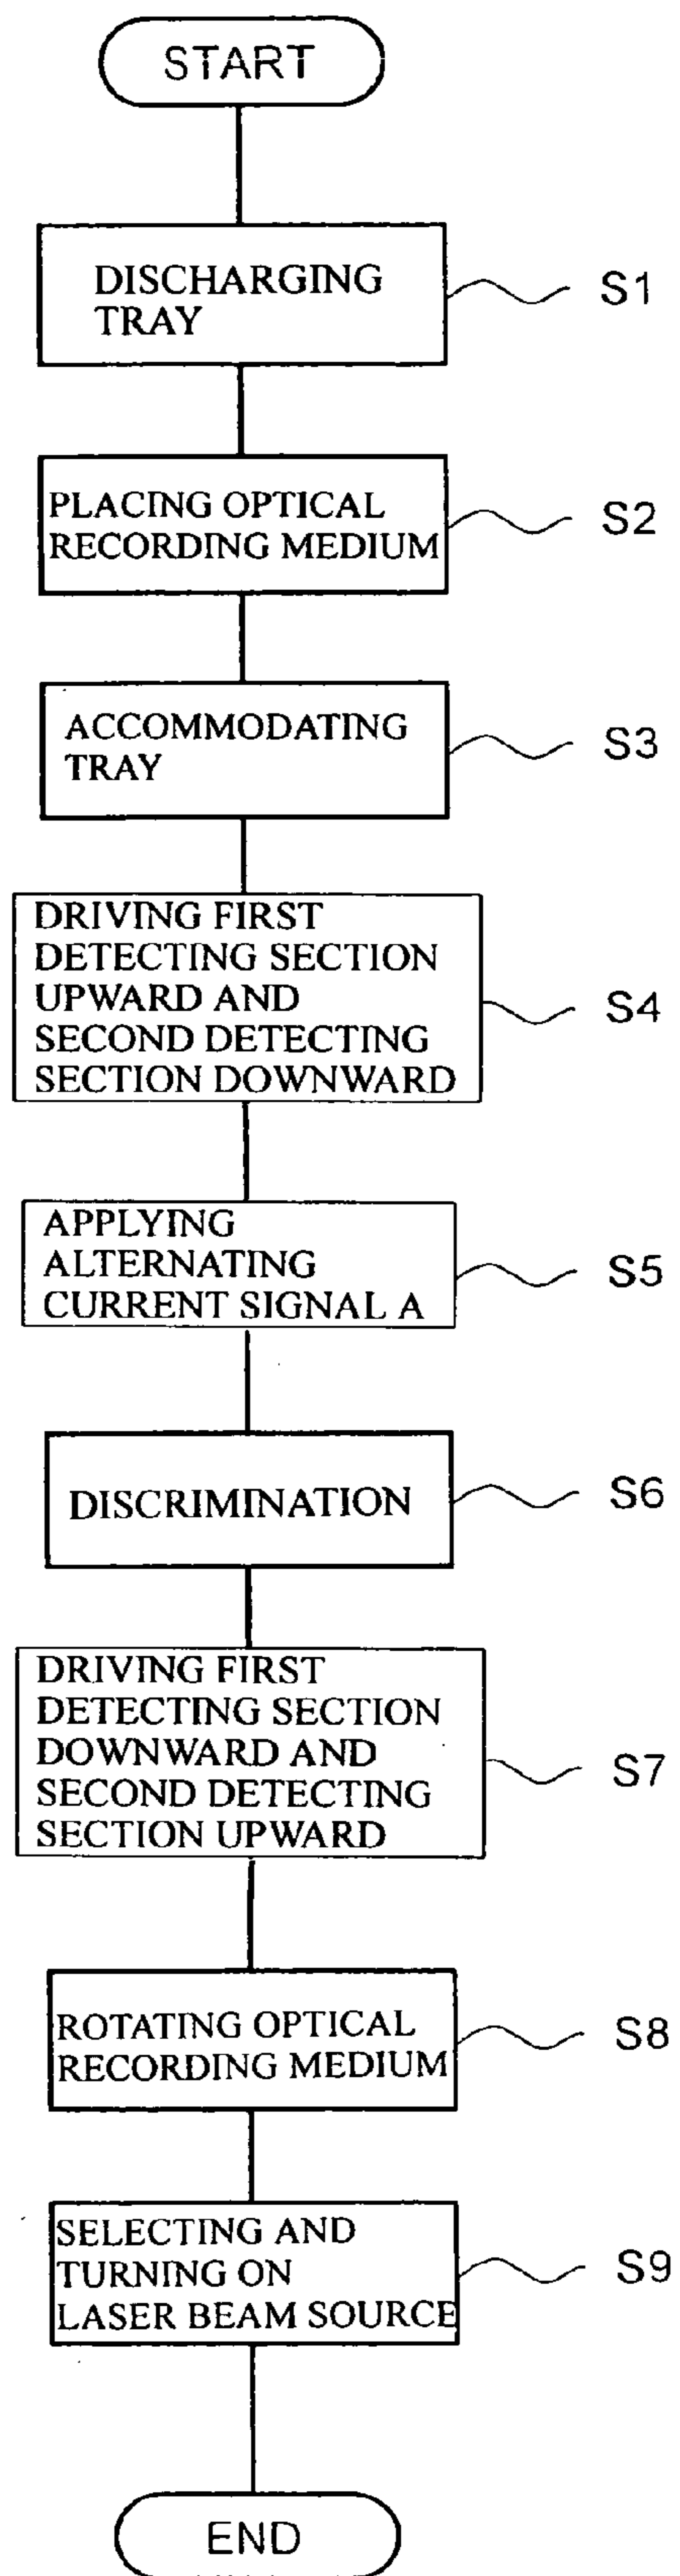 START
DISCHARGING
TRAY
S1
PLACING OPTICAL
RECORDING MEDIUM
S2
ACCOMMODATING
TRAY
S3
DRIVING FIRST
DETECTING SECTION
UPWARD AND
SECOND DETECTING
SECTION DOWNWARD
S4
APPLYING
ALTERNATING
CURRENT SIGNAL A
S5
DISCRIMINATION
S6
DRIVING FIRST
DETECTING SECTION
DOWNWARD AND
SECOND DETECTING
SECTION UPWARD
S7
ROTATING OPTICAL
RECORDING MEDIUM
S8
SELECTING AND
TURNING ON
LASER BEAM SOURCE
S9
END